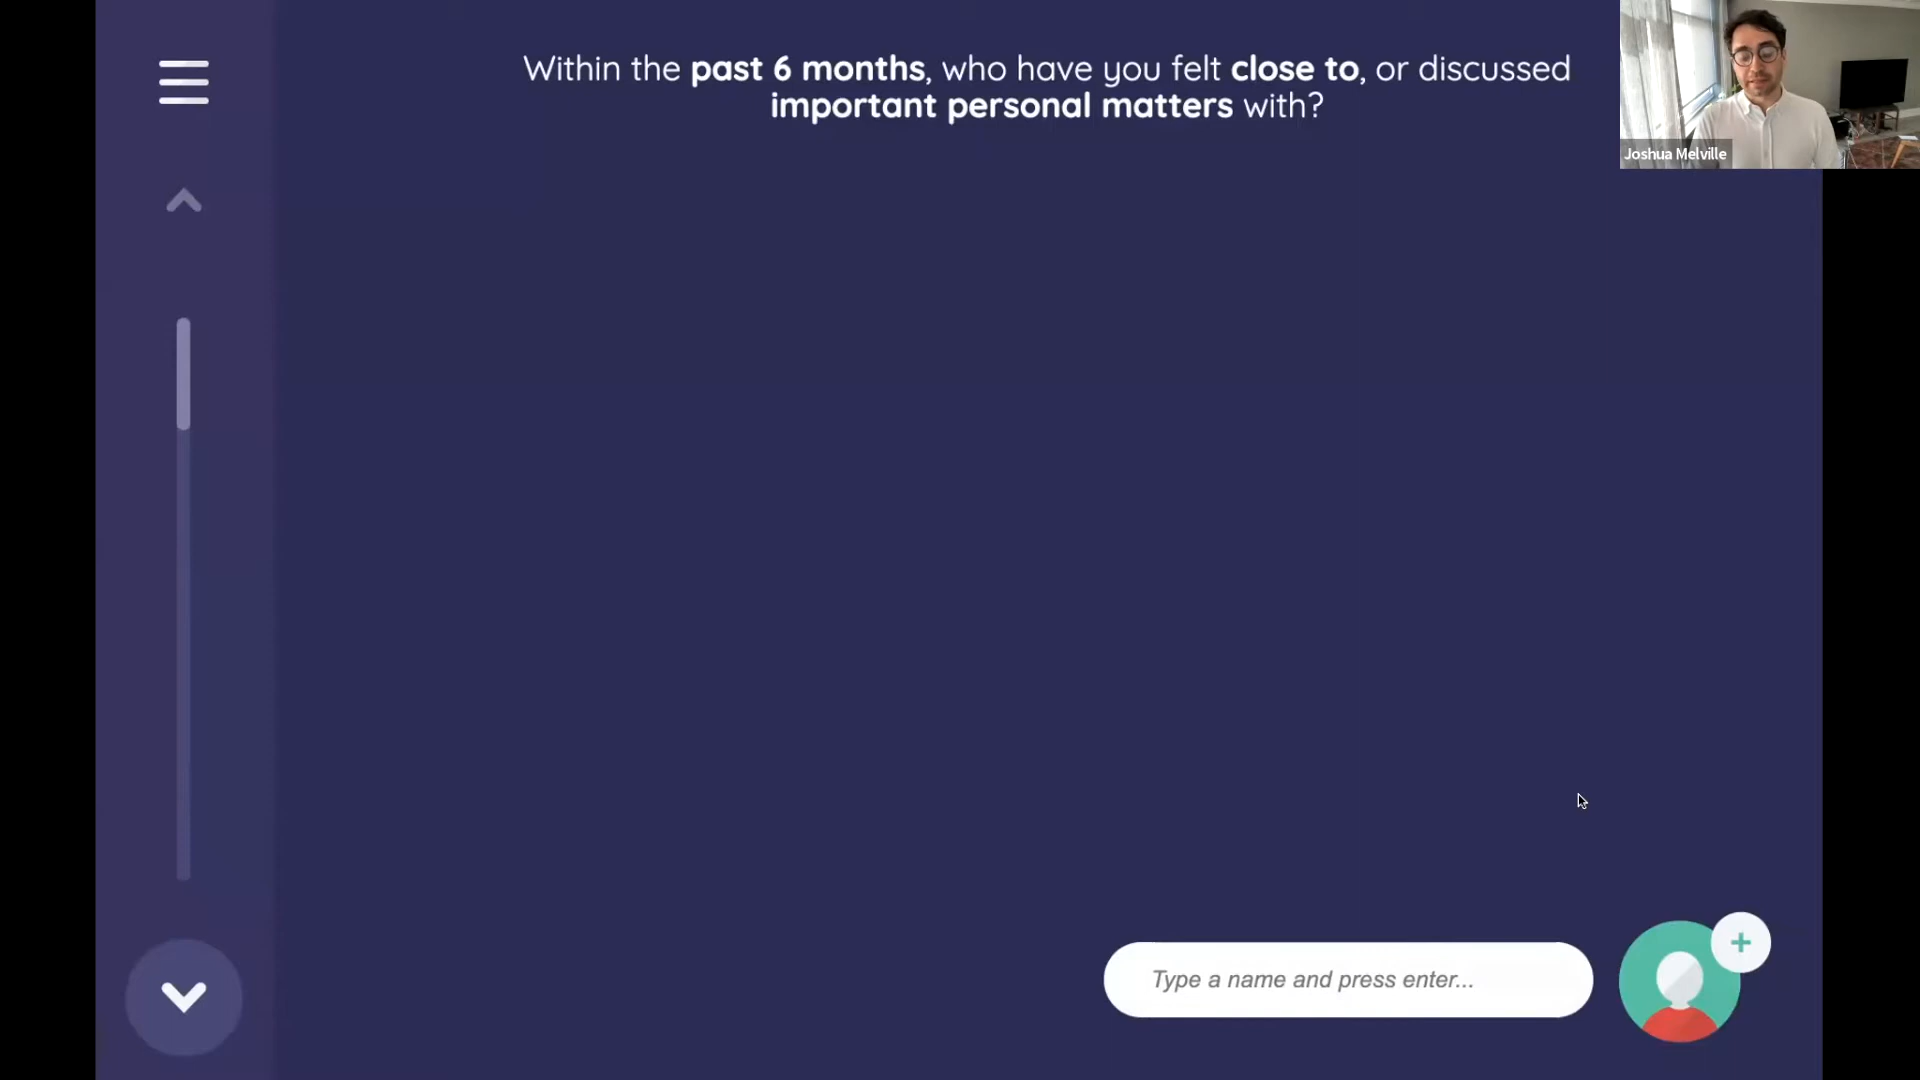 Within the past 6 months, who have you felt close to, or discussed
important personal matters with?
Joshua Melville
Type a name and press enter...